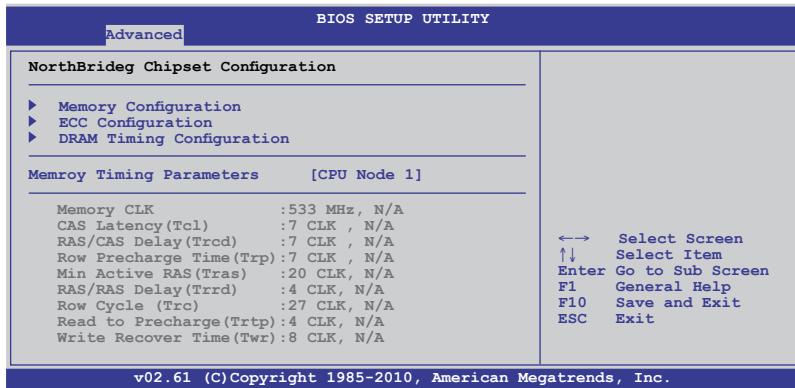 BIOS SETUP UTILITY
Advanced
NorthBrideg Chipset Configuration
Memory Configuration
ECC Configuration
DRAM Timing Configuration
Memroy Timing Parameters [CPU Node 1]
Memory CLK :533 MHz, N/A
CAS Latency(Tcl) :7 CLK , N/A
RAS/CAS Delay(Trcd) :7 CLK , N/A
Row Precharge Time(Trp):7 CLK , N/A
Min Active RAS(Tras) :20 CLK, N/A
RAS/RAS Delay(Trrd) :4 CLK, N/A
Row Cycle (Trc) :27 CLK, N/A
Read to Precharge(Trtp):4 CLK, N/A
Write Recover Time(Twr):8 CLK, N/A
←→ Select Screen
↑↓ Select Item
Enter Go to Sub Screen
F1 General Help
F10 Save and Exit
ESC Exit
v02.61 (C)Copyright 1985-2010, American Megatrends, Inc.